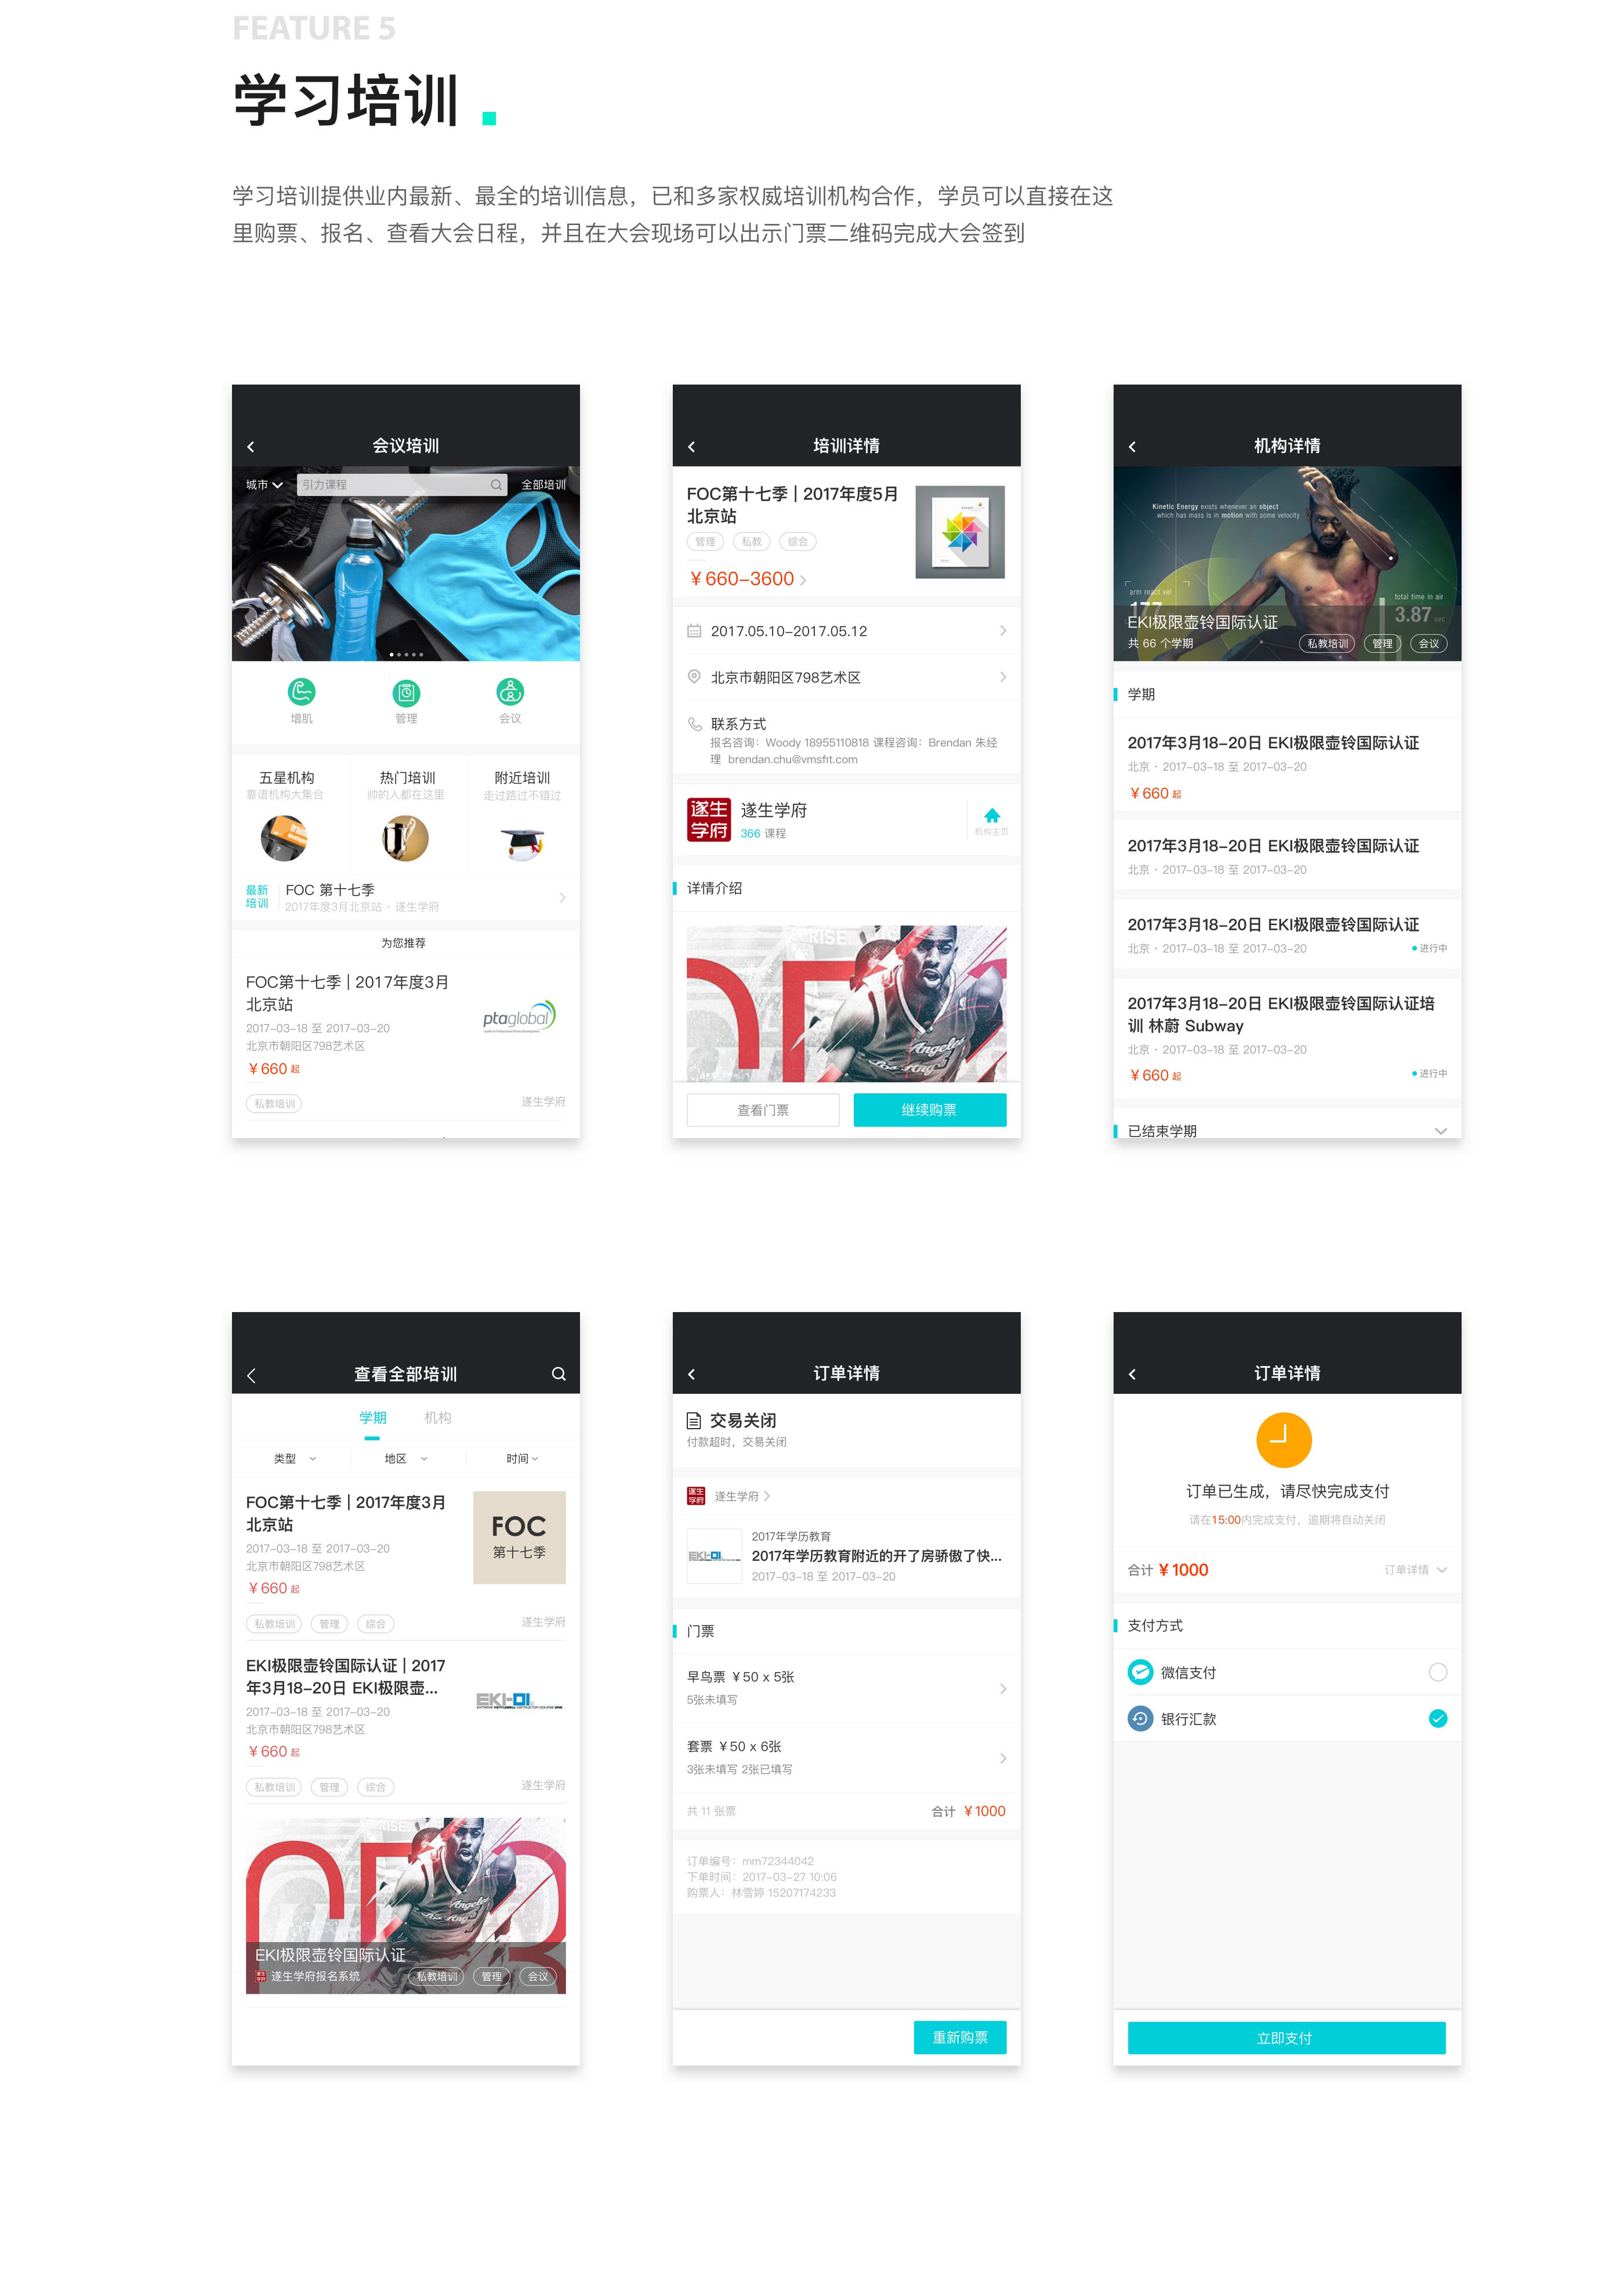 FEATURE 5
学习培训
学习培训提供业内最新、最全的培训信息，已和多家权威培训机构合作，学员可以直接在这
里购票、报名、查看大会日程，并且在大会现场可以出示门票二维码完成大会签到
会议培训
城市
引力课程
全部培训
增肌
管理
会议
五星机构
热门培训
附近培训
靠谱机构大集合
帅的人都在这里
走过路过不错过
最新
培训
FOC 第十七季
2017年度3月北京站 · 遂生学府
为您推荐
FOC第十七季 | 2017年度3月
北京站
2017-03-18 至 2017-03-20
北京市朝阳区798艺术区
¥660 起
ptaglobal
私教培训
遂生学府
培训详情
FOC第十七季 | 2017年度5月
北京站
管理
私教
综合
¥660-3600
2017.05.10-2017.05.12
北京市朝阳区798艺术区
联系方式
报名咨询：Woody 18955110818 课程咨询：Brendan 朱经
理 brendan.chu@vmsfit.com
遂生
学府
遂生学府
366 课程
机构主页
详情介绍
RISE
Angeles
查看门票
继续购票
机构详情
Kinetic Energy exists whenever an object
which has mass is in motion with some velocity
arm react vel
177
total time in air
3.87 sec
EKI极限壶铃国际认证
共 66 个学期
私教培训
管理
会议
学期
2017年3月18-20日 EKI极限壶铃国际认证
北京 · 2017-03-18 至 2017-03-20
¥660 起
2017年3月18-20日 EKI极限壶铃国际认证
北京 · 2017-03-18 至 2017-03-20
2017年3月18-20日 EKI极限壶铃国际认证
北京 · 2017-03-18 至 2017-03-20
进行中
2017年3月18-20日 EKI极限壶铃国际认证培
训 林蔚 Subway
北京 · 2017-03-18 至 2017-03-20
¥660 起
进行中
已结束学期
查看全部培训
学期
机构
类型
地区
时间
FOC第十七季 | 2017年度3月
北京站
2017-03-18 至 2017-03-20
北京市朝阳区798艺术区
¥660 起
FOC
第十七季
私教培训
管理
综合
遂生学府
EKI极限壶铃国际认证 | 2017
年3月18-20日 EKI极限壶...
2017-03-18 至 2017-03-20
北京市朝阳区798艺术区
¥660 起
EKI-01
私教培训
管理
综合
遂生学府
RISE
Angeles
EKI极限壶铃国际认证
遂生学府报名系统
私教培训
管理
会议
订单详情
交易关闭
付款超时，交易关闭
遂生
学府
遂生学府
EKI-01
2017年学历教育
2017年学历教育附近的开了房骄傲了快...
2017-03-18 至 2017-03-20
门票
早鸟票 ¥50 x 5张
5张未填写
套票 ¥50 x 6张
3张未填写 2张已填写
共 11 张票
合计 ¥1000
订单编号：mm72344042
下单时间：2017-03-27 10:06
购票人：林雪婷 15207174233
重新购票
订单详情
订单已生成，请尽快完成支付
请在15:00内完成支付，逾期将自动关闭
合计 ¥1000
订单详情
支付方式
微信支付
银行汇款
立即支付